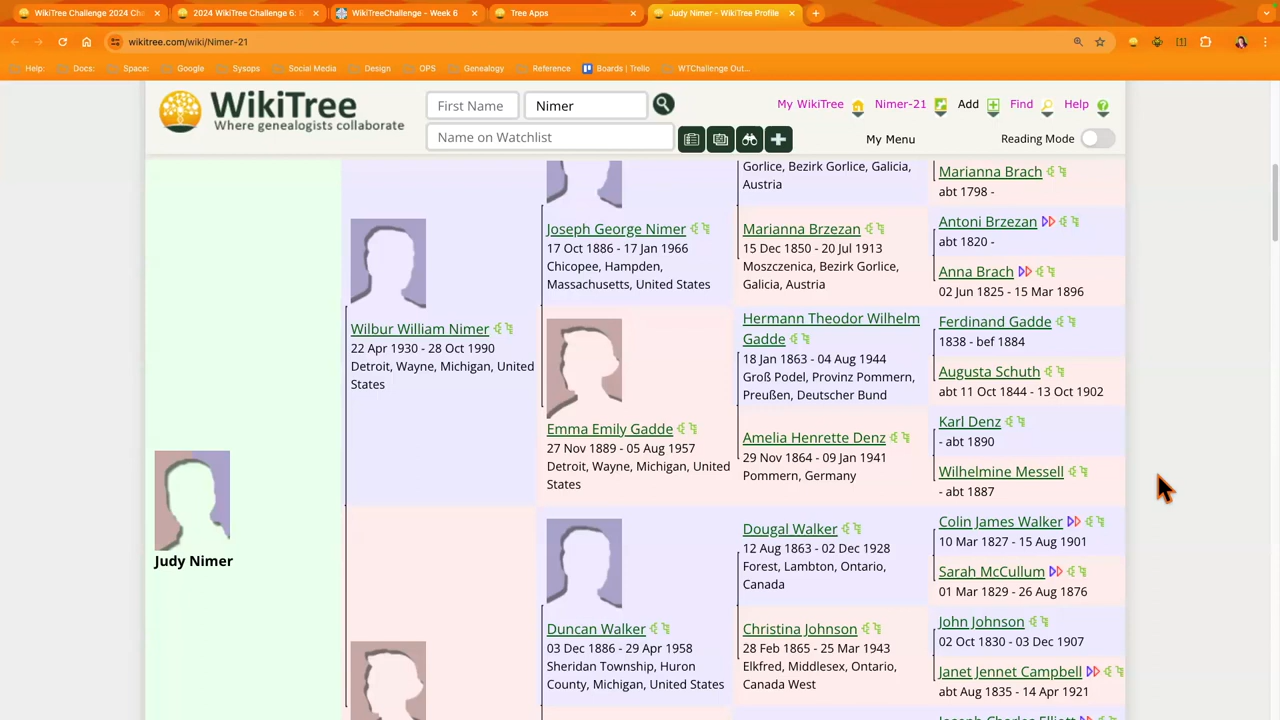 WikiTree Challenge 2024 Cha
2024 WikiTree Challenge 6: K
WikiTreeChallenge - Week 6
Tree Apps
Judy Nimer - WikiTree Profile
wikitree.com/wiki/Nimer-21
Help:
Docs:
Space:
Google
Sysops
Social Media
Design
OPS
Genealogy
Reference
Boards | Trello
WTChallenge Out...
WikiTree
Where genealogists collaborate
First Name
Nimer
Name on Watchlist
My WikiTree
Nimer-21
Add
Find
Help
My Menu
Reading Mode
Judy Nimer
Wilbur William Nimer
22 Apr 1930 - 28 Oct 1990
Detroit, Wayne, Michigan, United
States
Joseph George Nimer
17 Oct 1886 - 17 Jan 1966
Chicopee, Hampden,
Massachusetts, United States
Emma Emily Gadde
27 Nov 1889 - 05 Aug 1957
Detroit, Wayne, Michigan, United
States
Duncan Walker
03 Dec 1886 - 29 Apr 1958
Sheridan Township, Huron
County, Michigan, United States
Gorlice, Bezirk Gorlice, Galicia,
Austria
Marianna Brzezan
15 Dec 1850 - 20 Jul 1913
Moszczenica, Bezirk Gorlice,
Galicia, Austria
Hermann Theodor Wilhelm
Gadde
18 Jan 1863 - 04 Aug 1944
Groß Podel, Provinz Pommern,
Preußen, Deutscher Bund
Amelia Henrette Denz
29 Nov 1864 - 09 Jan 1941
Pommern, Germany
Dougal Walker
12 Aug 1863 - 02 Dec 1928
Forest, Lambton, Ontario,
Canada
Christina Johnson
28 Feb 1865 - 25 Mar 1943
Elkfred, Middlesex, Ontario,
Canada West
Marianna Brach
abt 1798 -
Antoni Brzezan
abt 1820 -
Anna Brach
02 Jun 1825 - 15 Mar 1896
Ferdinand Gadde
1838 - bef 1884
Augusta Schuth
abt 11 Oct 1844 - 13 Oct 1902
Karl Denz
- abt 1890
Wilhelmine Messell
- abt 1887
Colin James Walker
10 Mar 1827 - 15 Aug 1901
Sarah McCullum
01 Mar 1829 - 26 Aug 1876
John Johnson
02 Oct 1830 - 03 Dec 1907
Janet Jennet Campbell
abt Aug 1835 - 14 Apr 1921
Joseph Charles Elliott